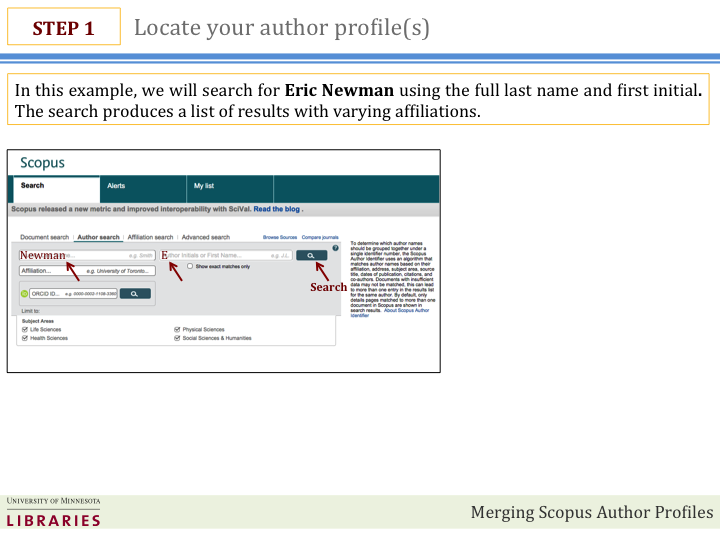 STEP 1
Locate your author profile(s)
In this example, we will search for Eric Newman using the full last name and first initial.
The search produces a list of results with varying affiliations.
Scopus
Search
Alerts
My list
Scopus released a new metric and improved interoperability with SciVal. Read the blog .
Document search | Author search | Affiliation search | Advanced search
Browse Sources Compare journals
Newman e.g. Smith
E thor Initials or First Name... e.g. J.L.
Affiliation... e.g. University of Toronto...
Show exact matches only
Search
ORCID ID...
Limit to:
Subject Areas
Life Sciences
Physical Sciences
Health Sciences
Social Sciences & Humanities
To determine which author names
should be grouped together under a
single identifier number, the Scopus
Author Identifier uses an algorithm that
matches author names based on their
affiliation, address, subject area, source
title, dates of publication, citations, and
co-authors. Documents with insufficient
data may not be matched, this can lead
to more than one entry in the results list
for the same author. By default, only
details pages matched to more than one
document in Scopus are shown in
search results. About Scopus Author
Identifier
UNIVERSITY OF MINNESOTA
LIBRARIES
Merging Scopus Author Profiles